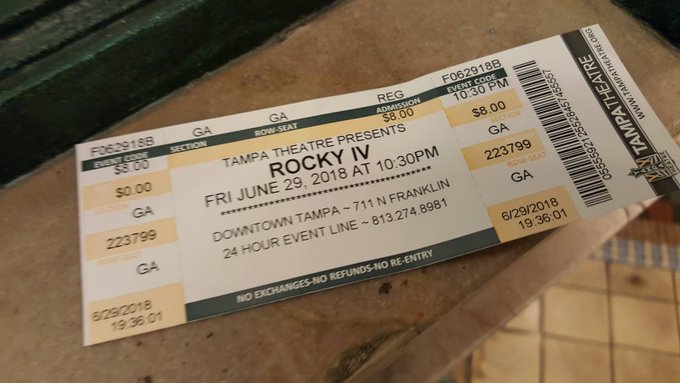 F062918B
EVENT CODE
$8.00
$0.00
GA
223799
ROW-SEAT
GA
6/29/2018
19:36:01
GA GA REG
SECTION ROW-SEAT ADMISSION
$8.00
TAMPA THEATRE PRESENTS
ROCKY IV
FRI JUNE 29, 2018 AT 10:30PM
******************************
DOWNTOWN TAMPA ~ 711 N FRANKLIN
24 HOUR EVENT LINE ~ 813.274.8981
NO EXCHANGES-NO REFUNDS-NO RE-ENTRY
F062918B
EVENT CODE
10:30 PM
$8.00
SECTION
GA
223799
ROW-SEAT
GA
6/29/2018
19:36:01
TAMPA THEATRE
WWW.TAMPATHEATRE.ORG